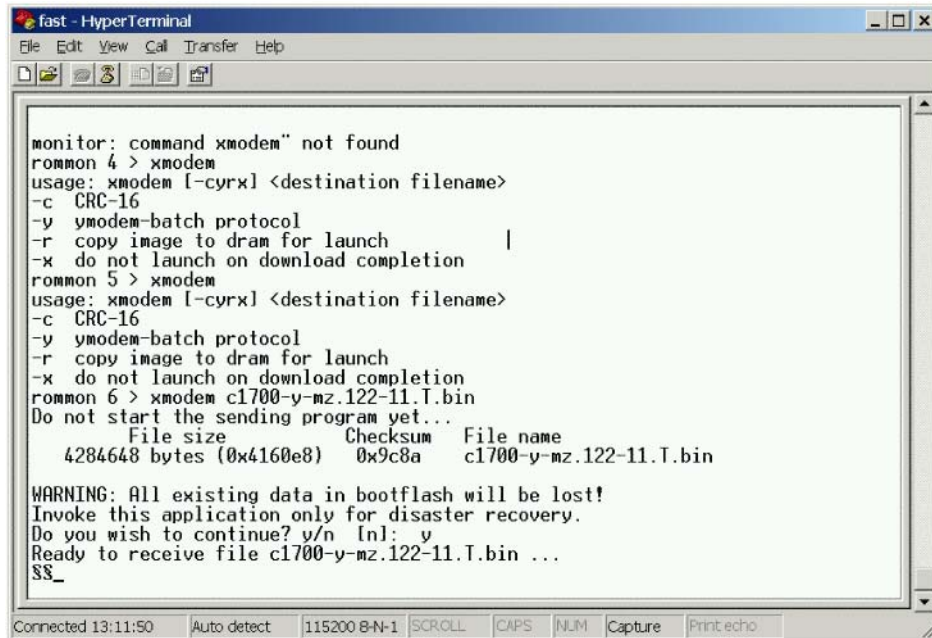 fast - HyperTerminal
File Edit View Call Transfer Help
monitor: command xmodem¨ not found
rommon 4 > xmodem
usage: xmodem [-cyrx] <destination filename>
-c CRC-16
-y ymodem-batch protocol
-r copy image to dram for launch
-x do not launch on download completion
rommon 5 > xmodem
usage: xmodem [-cyrx] <destination filename>
-c CRC-16
-y ymodem-batch protocol
-r copy image to dram for launch
-x do not launch on download completion
rommon 6 > xmodem c1700-y-mz.122-11.T.bin
Do not start the sending program yet...
File size Checksum File name
4284648 bytes (0x4160e8) 0x9c8a c1700-y-mz.122-11.T.bin
WARNING: All existing data in bootflash will be lost!
Invoke this application only for disaster recovery.
Do you wish to continue? y/n [n]: y
Ready to receive file c1700-y-mz.122-11.T.bin ...
§§_
Connected 13:11:50 Auto detect 115200 8-N-1 SCROLL CAPS NUM Capture Print echo